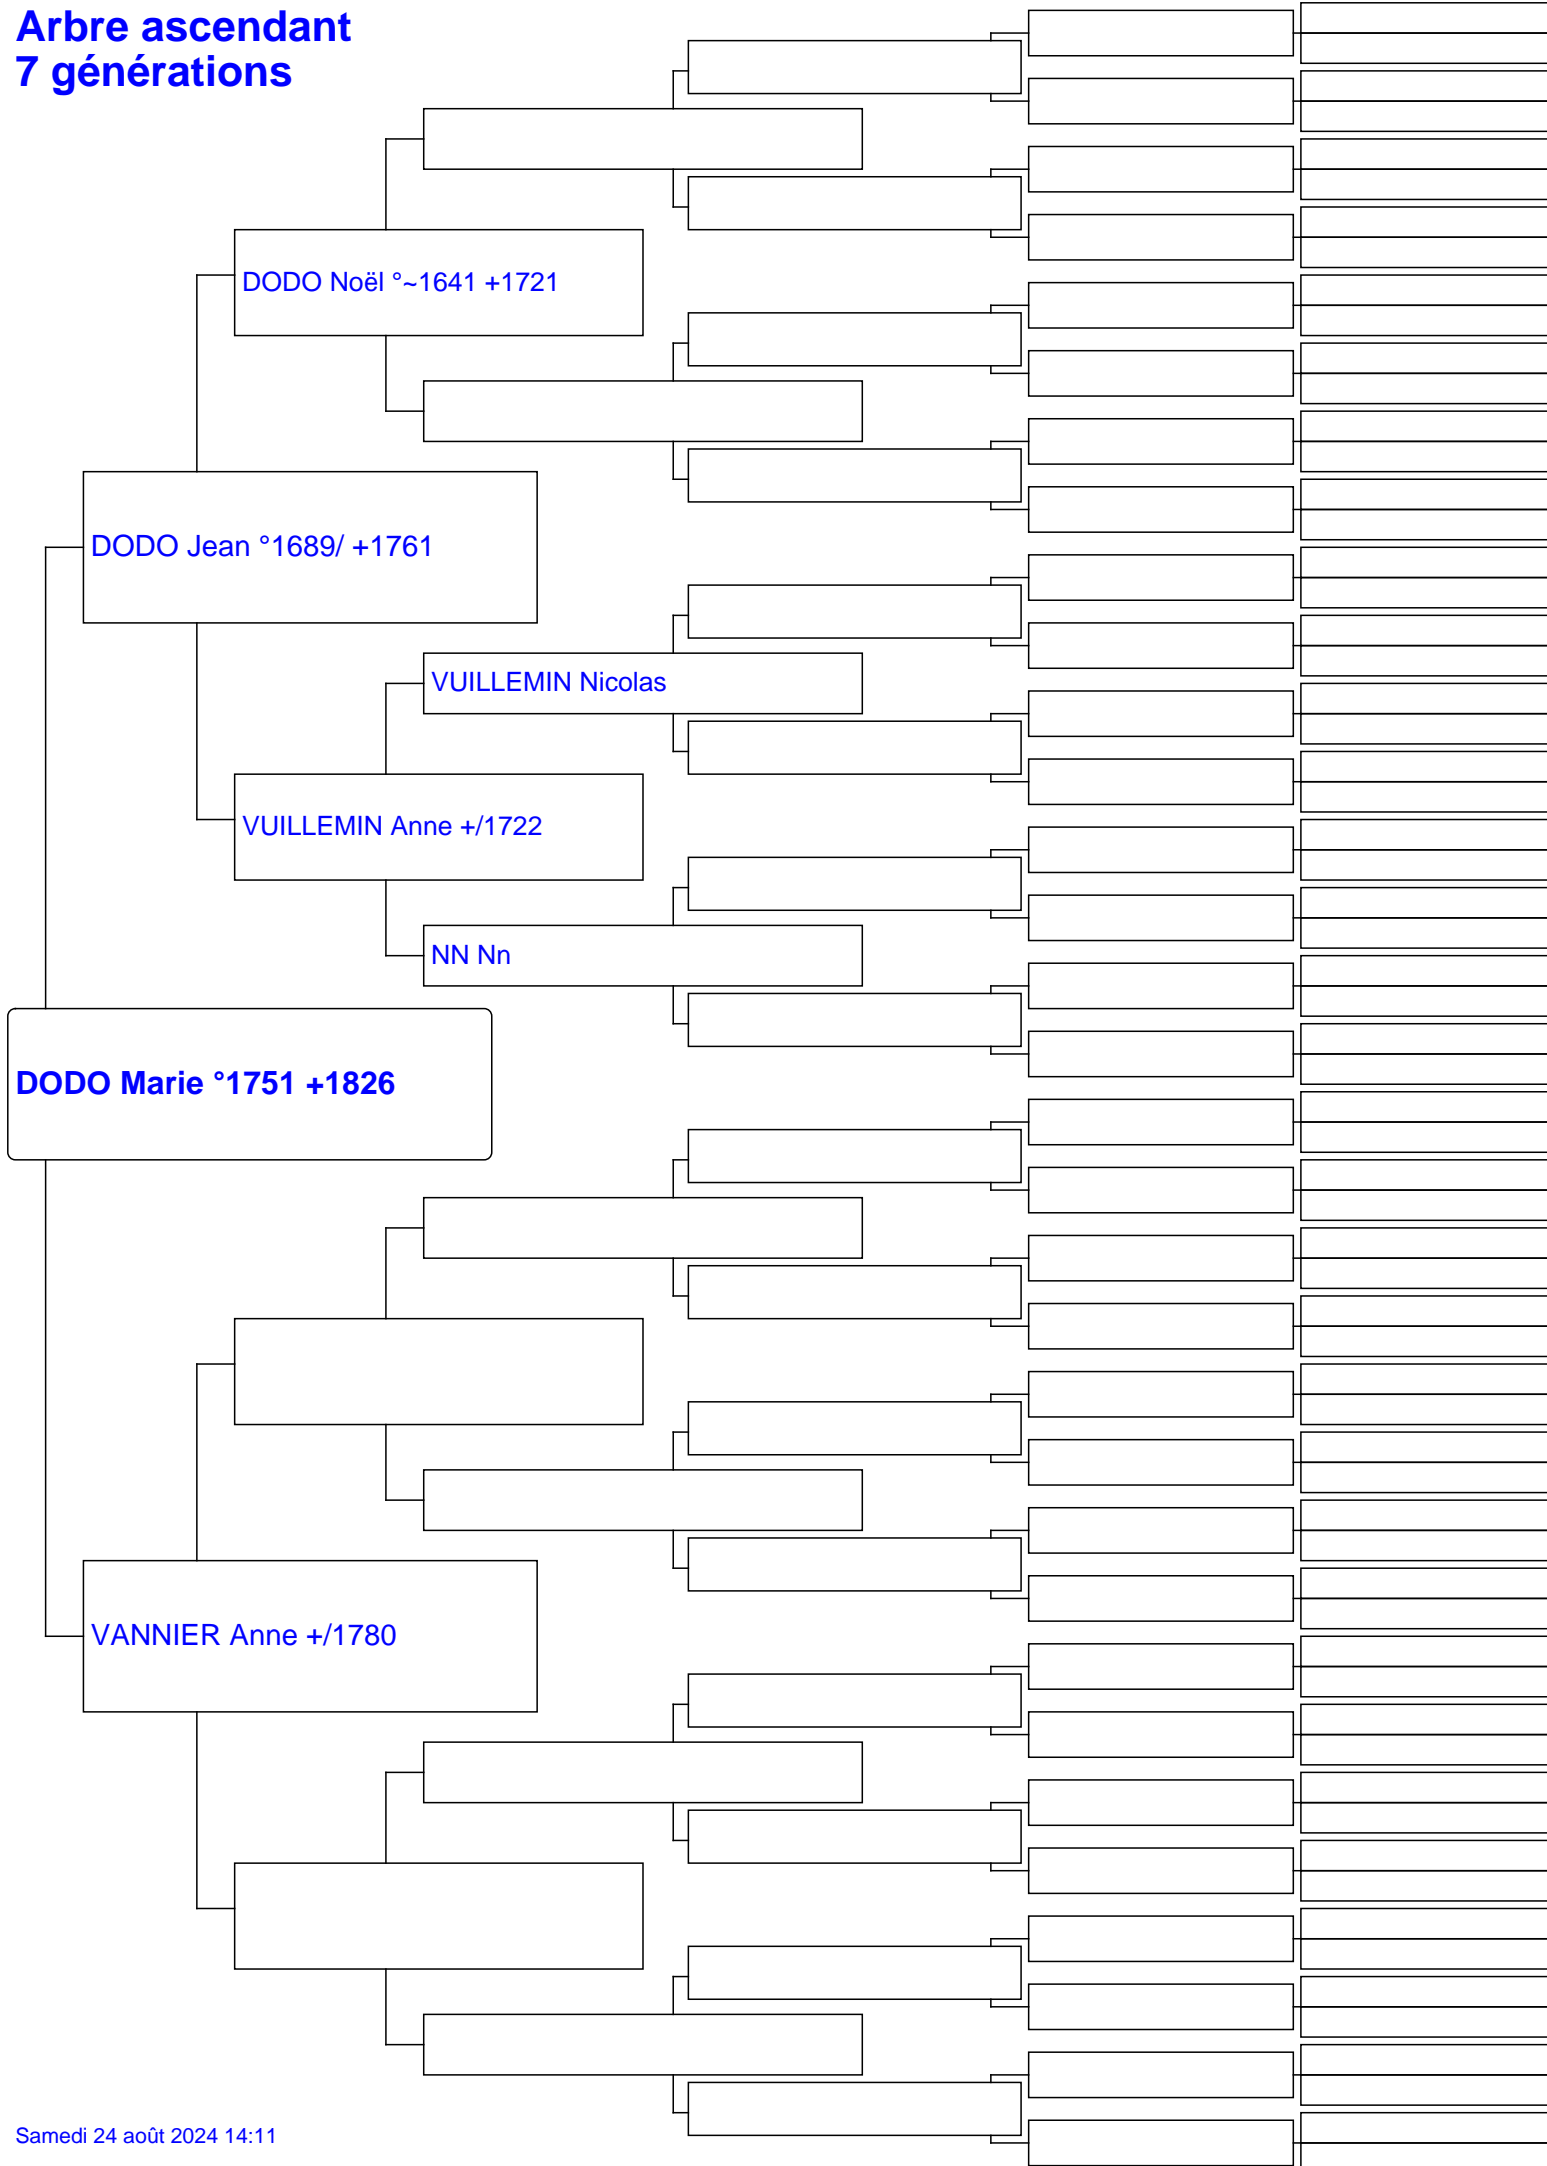 Arbre ascendant
7 générations
DODO Noël °~1641 +1721
DODO Jean °1689/ +1761
VUILLEMIN Nicolas
VUILLEMIN Anne +/1722
NN Nn
DODO Marie °1751 +1826
VANNIER Anne +/1780
Samedi 24 août 2024 14:11